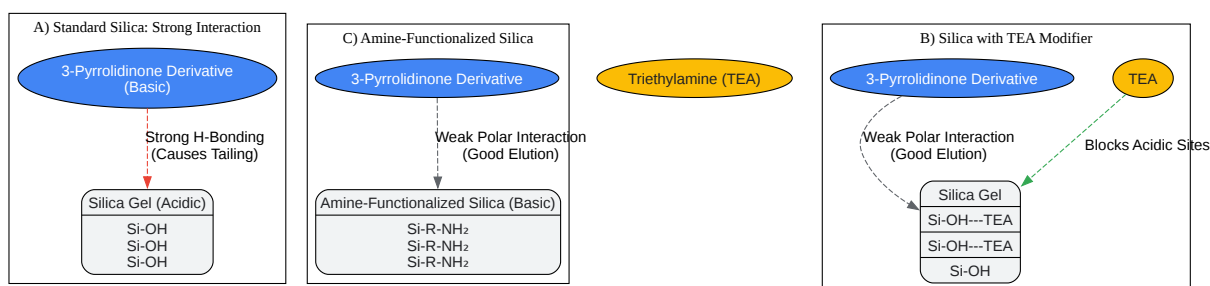 A) Standard Silica: Strong Interaction
3-Pyrrolidinone Derivative
(Basic)
Strong H-Bonding
(Causes Tailing)
Silica Gel (Acidic)
Si-OH
Si-OH
Si-OH
C) Amine-Functionalized Silica
3-Pyrrolidinone Derivative
Weak Polar Interaction
(Good Elution)
Amine-Functionalized Silica (Basic)
Si-R-NH₂
Si-R-NH₂
Si-R-NH₂
Triethylamine (TEA)
B) Silica with TEA Modifier
3-Pyrrolidinone Derivative
TEA
Weak Polar Interaction
(Good Elution)
Blocks Acidic Sites
Silica Gel
Si-OH---TEA
Si-OH---TEA
Si-OH